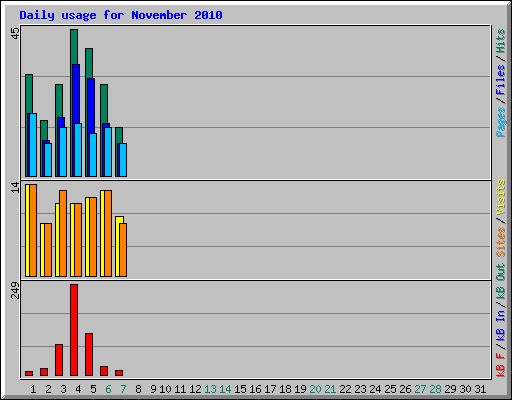 Daily usage for November 2010
45
Pages/Files/Hits
14
Sites/Visits
249
kB F/kB In/kB Out
1 2 3 4 5 6 7 8 9 10 11 12 13 14 15 16 17 18 19 20 21 22 23 24 25 26 27 28 29 30 31